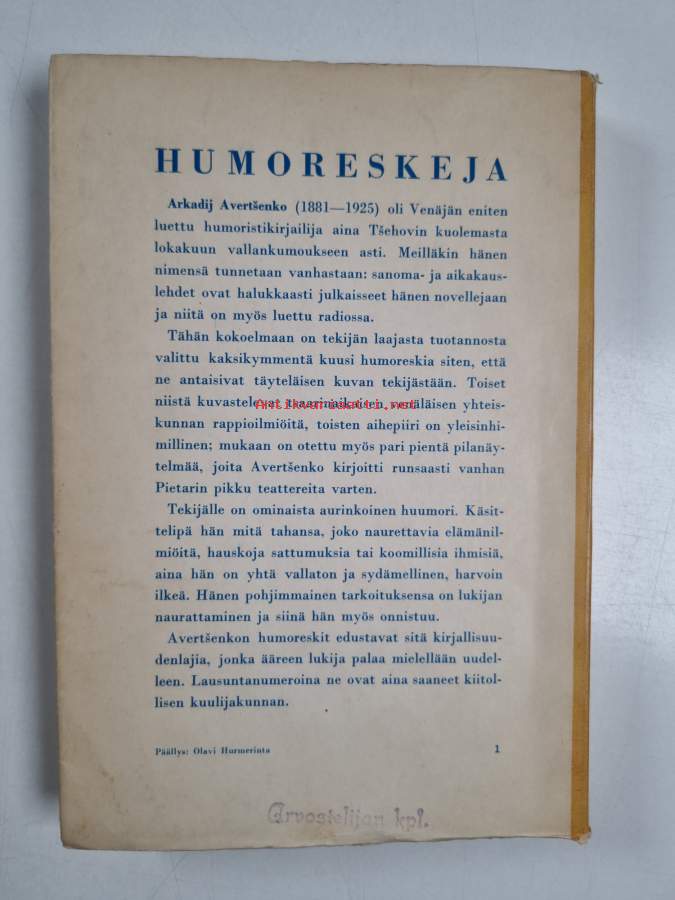 HUMORESKEJA
Arkadij Avertšenko (1881—1925) oli Venäjän eniten
luettu humoristikirjailija aina Tšehovin kuolemasta
lokakuun vallankumoukseen asti. Meilläkin hänen
nimensä tunnetaan vanhastaan: sanoma- ja aikakaus-
lehdet ovat halukkaasti julkaisseet hänen novellejaan
ja niitä on myös luettu radiossa.
Tähän kokoelmaan on tekijän laajasta tuotannosta
valittu kaksikymmentä kuusi humoreskia siten, että
ne antaisivat täyteläisen kuvan tekijästään. Toiset
niistä kuvastelevat tsaarinaikaisen venäläisen yhteis-
Antikvariaatti.net
kunnan rappioilmiöitä, toisten aihepiiri on yleisinhi-
millinen; mukaan on otettu myös pari pientä pilanäy-
telmää, joita Avertšenko kirjoitti runsaasti vanhan
Pietarin pikku teattereita varten.
Tekijälle on ominaista aurinkoinen huumori. Käsit-
telipä hän mitä tahansa, joko naurettavia elämänil-
miöitä, hauskoja sattumuksia tai koomillisia ihmisiä,
aina hän on yhtä vallaton ja sydämellinen, harvoin
ilkeä. Hänen pohjimmainen tarkoituksensa on lukijan
naurattaminen ja siinä hän myös onnistuu.
Avertšenkon humoreskit edustavat sitä kirjallisuu-
denlajia, jonka ääreen lukija palaa mielellään uudel-
leen. Lausuntanumeroina ne ovat aina saaneet kiitol-
lisen kuulijakunnan.
Päällys: Olavi Hurmerinta 1
Arvostelijan kpl.